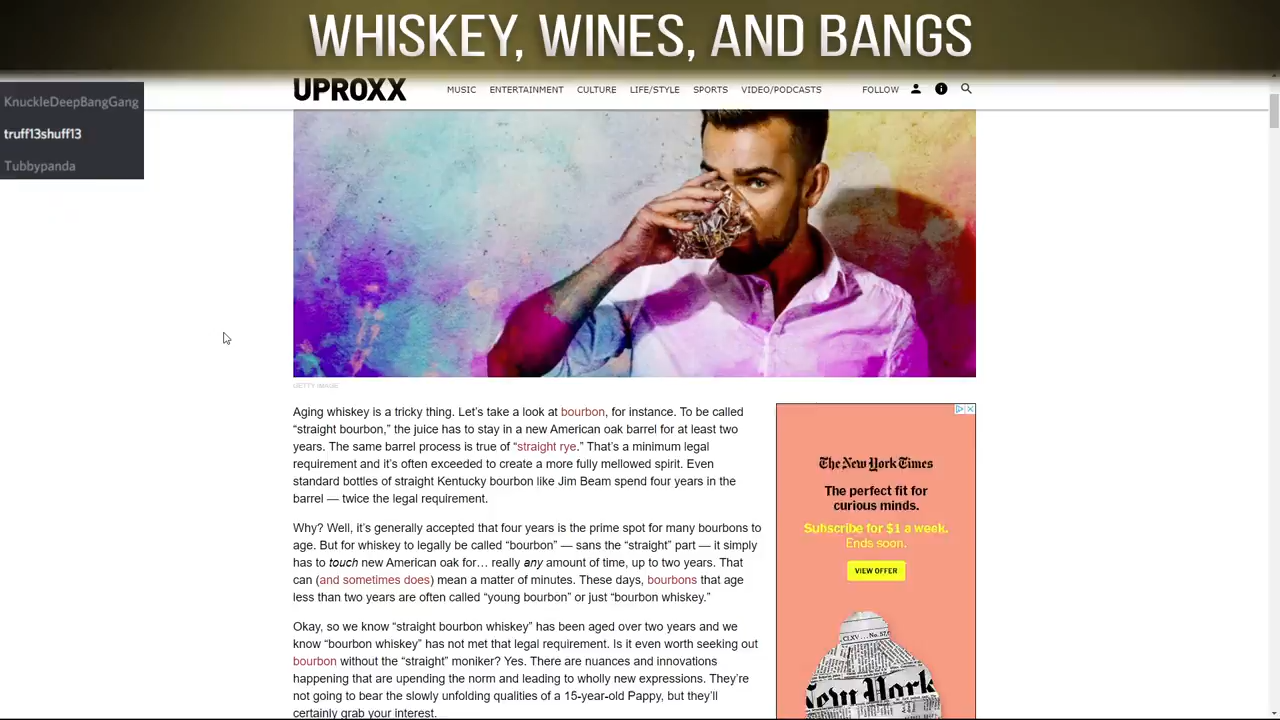 WHISKEY, WINES, AND BANGS
UPROXX
MUSIC ENTERTAINMENT CULTURE LIFE/STYLE SPORTS VIDEO/PODCASTS FOLLOW
KnuckleDeepBangGang
truff13shuff13
Tubbypanda
GETTY IMAGE
Aging whiskey is a tricky thing. Let’s take a look at bourbon, for instance. To be called
“straight bourbon,” the juice has to stay in a new American oak barrel for at least two
years. The same barrel process is true of “straight rye.” That’s a minimum legal
requirement and it’s often exceeded to create a more fully mellowed spirit. Even
standard bottles of straight Kentucky bourbon like Jim Beam spend four years in the
barrel — twice the legal requirement.
Why? Well, it’s generally accepted that four years is the prime spot for many bourbons to
age. But for whiskey to legally be called “bourbon” — sans the “straight” part — it simply
has to touch new American oak for… really any amount of time, up to two years. That
can (and sometimes does) mean a matter of minutes. These days, bourbons that age
less than two years are often called “young bourbon” or just “bourbon whiskey.”
Okay, so we know “straight bourbon whiskey” has been aged over two years and we
know “bourbon whiskey” has not met that legal requirement. Is it even worth seeking out
bourbon without the “straight” moniker? Yes. There are nuances and innovations
happening that are upending the norm and leading to wholly new expressions. They’re
not going to bear the slowly unfolding qualities of a 15-year-old Pappy, but they’ll
certainly grab your interest.
The New York Times
The perfect fit for
curious minds.
Subscribe for $1 a week.
Ends soon.
VIEW OFFER
New York